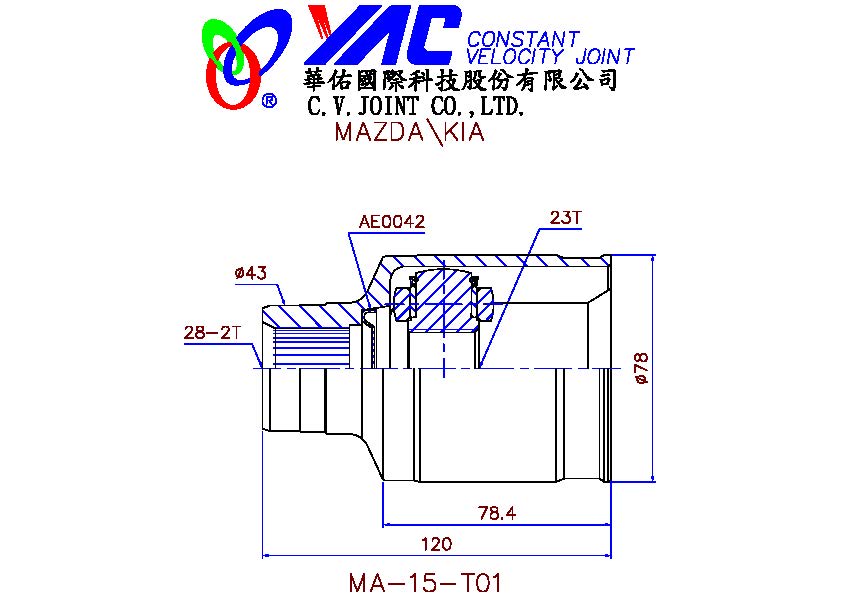 YAC CONSTANT
VELOCITY JOINT
®
華佑國際科技股份有限公司
C.V.JOINT CO.,LTD.
MAZDA\KIA
AE0042
23T
ø43
28-2T
ø78
78.4
120
MA-15-T01